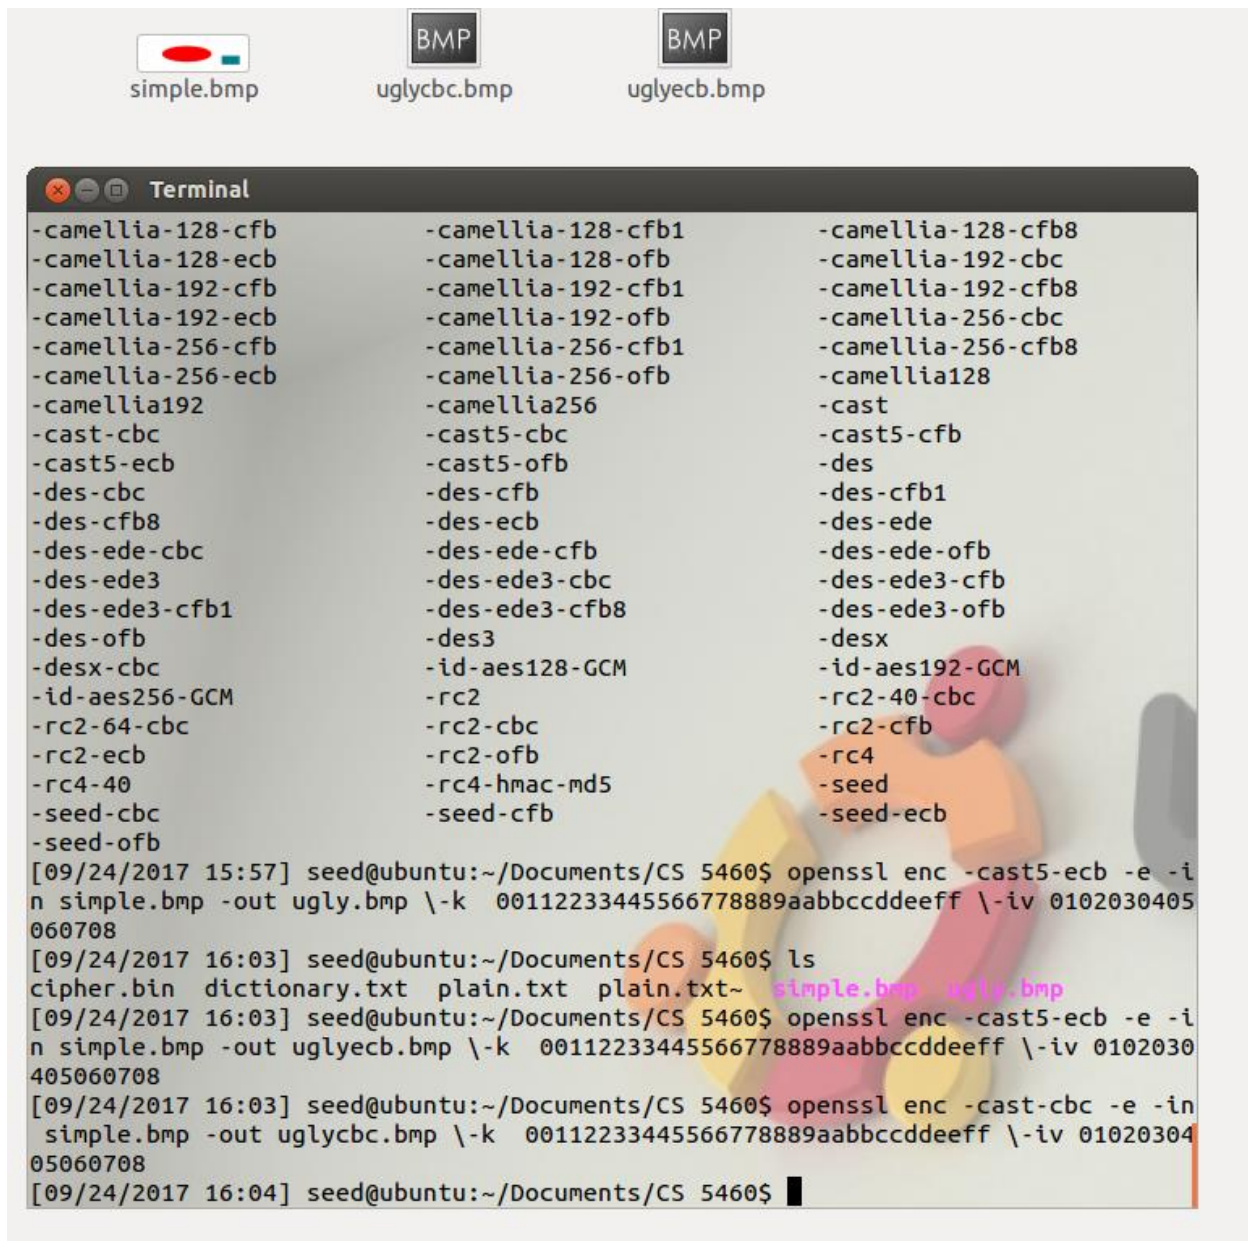 BMP BMP
simple.bmp uglycbc.bmp uglyecb.bmp
Terminal
-camellia-128-cfb -camellia-128-cfb1 -camellia-128-cfb8
-camellia-128-ecb -camellia-128-ofb -camellia-192-cbc
-camellia-192-cfb -camellia-192-cfb1 -camellia-192-cfb8
-camellia-192-ecb -camellia-192-ofb -camellia-256-cbc
-camellia-256-cfb -camellia-256-cfb1 -camellia-256-cfb8
-camellia-256-ecb -camellia-256-ofb -camellia128
-camellia192 -camellia256 -cast
-cast-cbc -cast5-cbc -cast5-cfb
-cast5-ecb -cast5-ofb -des
-des-cbc -des-cfb -des-cfb1
-des-cfb8 -des-ecb -des-ede
-des-ede-cbc -des-ede-cfb -des-ede-ofb
-des-ede3 -des-ede3-cbc -des-ede3-cfb
-des-ede3-cfb1 -des-ede3-cfb8 -des-ede3-ofb
-des-ofb -des3 -desx
-desx-cbc -id-aes128-GCM -id-aes192-GCM
-id-aes256-GCM -rc2 -rc2-40-cbc
-rc2-64-cbc -rc2-cbc -rc2-cfb
-rc2-ecb -rc2-ofb -rc4
-rc4-40 -rc4-hmac-md5 -seed
-seed-cbc -seed-cfb -seed-ecb
-seed-ofb
[09/24/2017 15:57] seed@ubuntu:~/Documents/CS 5460$ openssl enc -cast5-ecb -e -i
n simple.bmp -out ugly.bmp \-k  00112233445566778889aabbccddeeff \-iv 0102030405
060708
[09/24/2017 16:03] seed@ubuntu:~/Documents/CS 5460$ ls
cipher.bin  dictionary.txt  plain.txt  plain.txt~  simple.bmp  ugly.bmp
[09/24/2017 16:03] seed@ubuntu:~/Documents/CS 5460$ openssl enc -cast5-ecb -e -i
n simple.bmp -out uglyecb.bmp \-k  00112233445566778889aabbccddeeff \-iv 0102030
405060708
[09/24/2017 16:03] seed@ubuntu:~/Documents/CS 5460$ openssl enc -cast-cbc -e -in
 simple.bmp -out uglycbc.bmp \-k  00112233445566778889aabbccddeeff \-iv 01020304
05060708
[09/24/2017 16:04] seed@ubuntu:~/Documents/CS 5460$